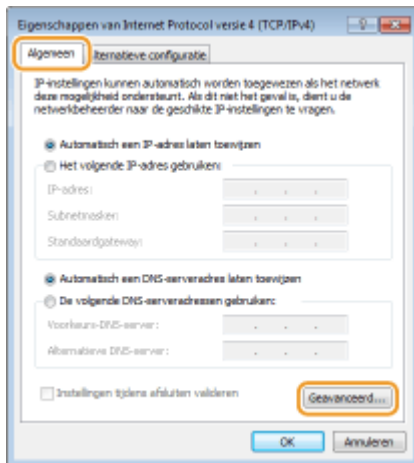 Eigenschappen van Internet Protocol versie 4 (TCP/IPv4)
Algemeen
Alternatieve configuratie
IP-instellingen kunnen automatisch worden toegewezen als het netwerk
deze mogelijkheid ondersteunt. Als dit niet het geval is, dient u de
netwerkbeheerder naar de geschikte IP-instellingen te vragen.
Automatisch een IP-adres laten toewijzen
Het volgende IP-adres gebruiken:
IP-adres:
Subnetmasker:
Standaardgateway:
Automatisch een DNS-serveradres laten toewijzen
De volgende DNS-serveradressen gebruiken:
Voorkeurs-DNS-server:
Alternatieve DNS-server:
Instellingen tijdens afsluiten valideren
Geavanceerd...
OK
Annuleren